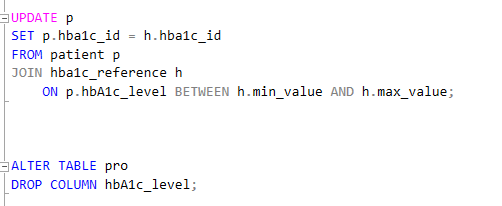 UPDATE p
SET p.hba1c_id = h.hba1c_id
FROM patient p
JOIN hba1c_reference h
ON p.hbA1c_level BETWEEN h.min_value AND h.max_value;
ALTER TABLE pro
DROP COLUMN hbA1c_level;